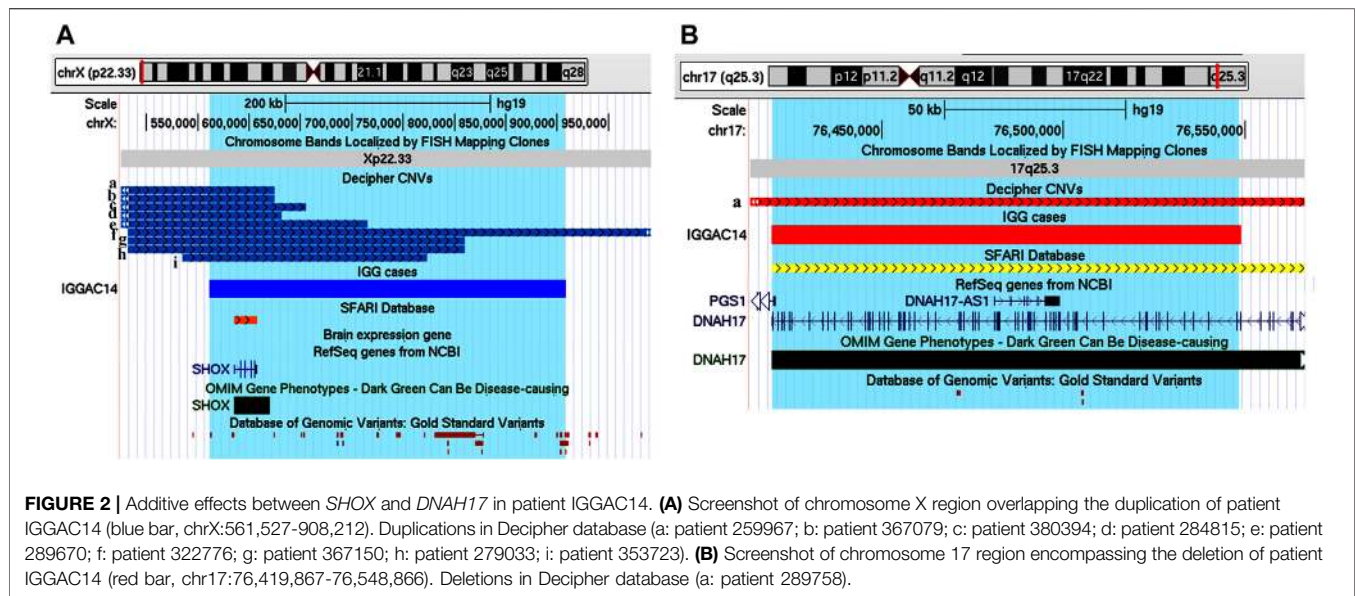 A
chrX (p22.33) 21.1 q23 q25 q28
Scale 200 kb hg19
chrX: 550,000 600,000 650,000 700,000 750,000 800,000 850,000 900,000 950,000
Chromosome Bands Localized by FISH Mapping Clones
Xp22.33
Decipher CNVs
a
b
c
d
e
f
g
h
i
IGG cases
IGGAC14
SFARI Database
Brain expression gene
RefSeq genes from NCBI
SHOX
OMIM Gene Phenotypes - Dark Green Can Be Disease-causing
SHOX
Database of Genomic Variants: Gold Standard Variants
B
chr17 (q25.3) p12 p11.2 q11.2 q12 17q22 q25.3
Scale 50 kb hg19
chr17: 76,450,000 76,500,000 76,550,000
Chromosome Bands Localized by FISH Mapping Clones
17q25.3
Decipher CNVs
a
IGG cases
IGGAC14
SFARI Database
RefSeq genes from NCBI
PGS1 DNAH17-AS1
DNAH17
OMIM Gene Phenotypes - Dark Green Can Be Disease-causing
DNAH17
Database of Genomic Variants: Gold Standard Variants
FIGURE 2 | Additive effects between SHOX and DNAH17 in patient IGGAC14. (A) Screenshot of chromosome X region overlapping the duplication of patient
IGGAC14 (blue bar, chrX:561,527-908,212). Duplications in Decipher database (a: patient 259967; b: patient 367079; c: patient 380394; d: patient 284815; e: patient
289670; f: patient 322776; g: patient 367150; h: patient 279033; i: patient 353723). (B) Screenshot of chromosome 17 region encompassing the deletion of patient
IGGAC14 (red bar, chr17:76,419,867-76,548,866). Deletions in Decipher database (a: patient 289758).